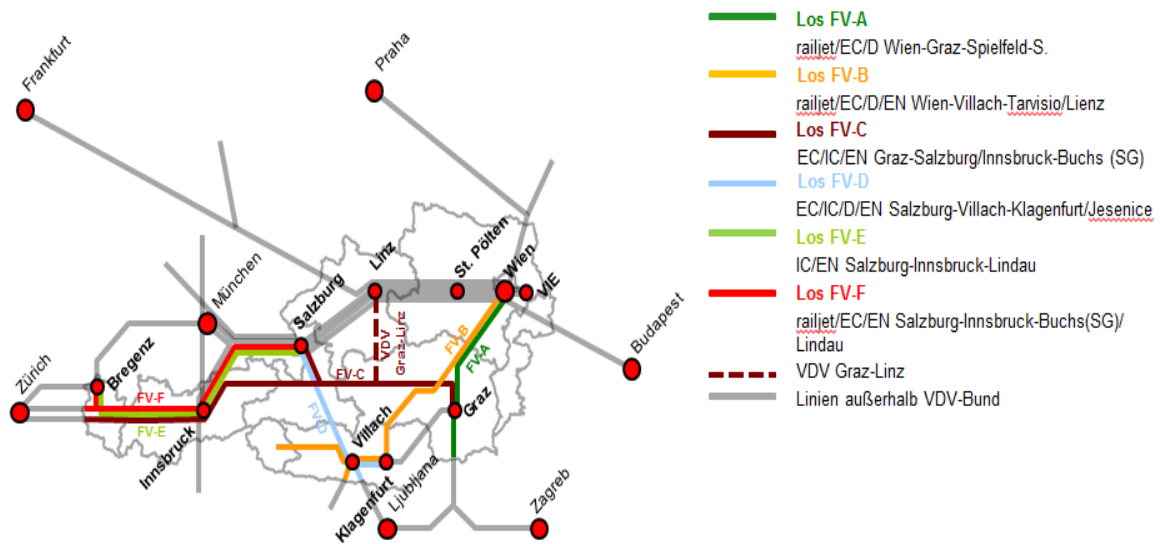 Frankfurt
Praha
München
Salzburg
Linz
St. Pölten
Wien
VIE
Budapest
Zürich
Bregenz
FV-F
FV-E
Innsbruck
FV-C
VDV
Graz-Linz
FV-B
FV-A
FV-D
Villach
Graz
Klagenfurt
Ljubljana
Zagreb
Los FV-A
railjet/EC/D Wien-Graz-Spielfeld-S.
Los FV-B
railjet/EC/D/EN Wien-Villach-Tarvisio/Lienz
Los FV-C
EC/IC/EN Graz-Salzburg/Innsbruck-Buchs (SG)
Los FV-D
EC/IC/D/EN Salzburg-Villach-Klagenfurt/Jesenice
Los FV-E
IC/EN Salzburg-Innsbruck-Lindau
Los FV-F
railjet/EC/EN Salzburg-Innsbruck-Buchs(SG)/
Lindau
VDV Graz-Linz
Linien außerhalb VDV-Bund